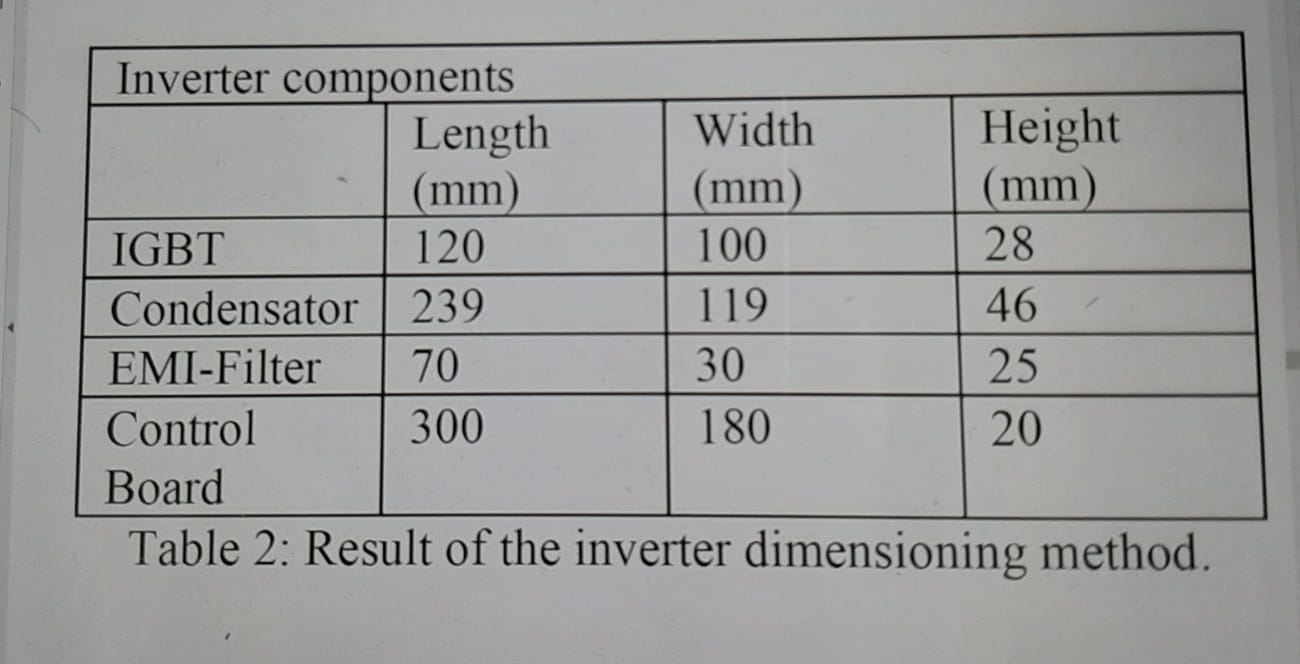 Inverter components
Length Width Height
(mm) (mm) (mm)
IGBT 120 100 28
Condensator 239 119 46
EMI-Filter 70 30 25
Control 300 180 20
Board
Table 2: Result of the inverter dimensioning method.